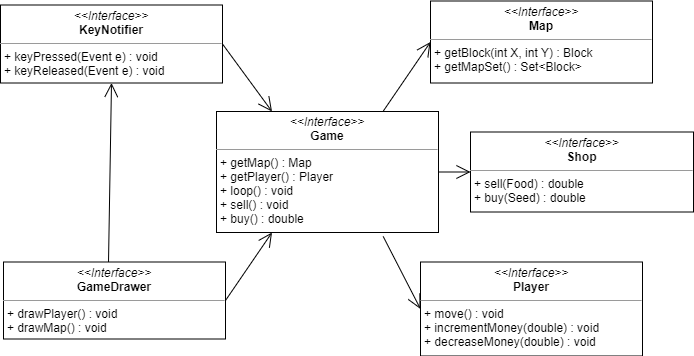 <<Interface>>
KeyNotifier
+ keyPressed(Event e) : void
+ keyReleased(Event e) : void
<<Interface>>
Map
+ getBlock(int X, int Y) : Block
+ getMapSet() : Set<Block>
<<Interface>>
Game
+ getMap() : Map
+ getPlayer() : Player
+ loop() : void
+ sell() : void
+ buy() : double
<<Interface>>
Shop
+ sell(Food) : double
+ buy(Seed) : double
<<Interface>>
GameDrawer
+ drawPlayer() : void
+ drawMap() : void
<<Interface>>
Player
+ move() : void
+ incrementMoney(double) : void
+ decreaseMoney(double) : void